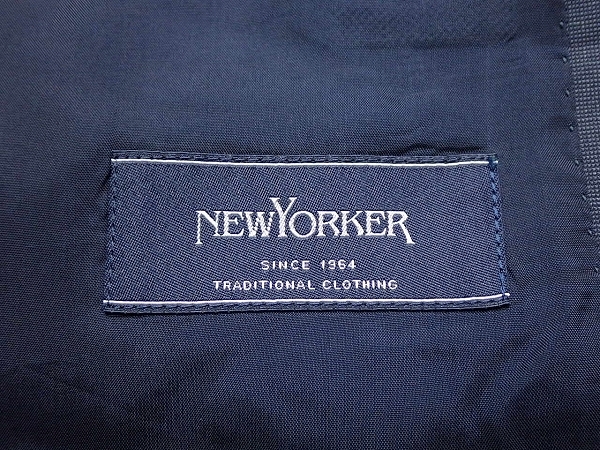 NEWYORKER
SINCE 1964
TRADITIONAL CLOTHING